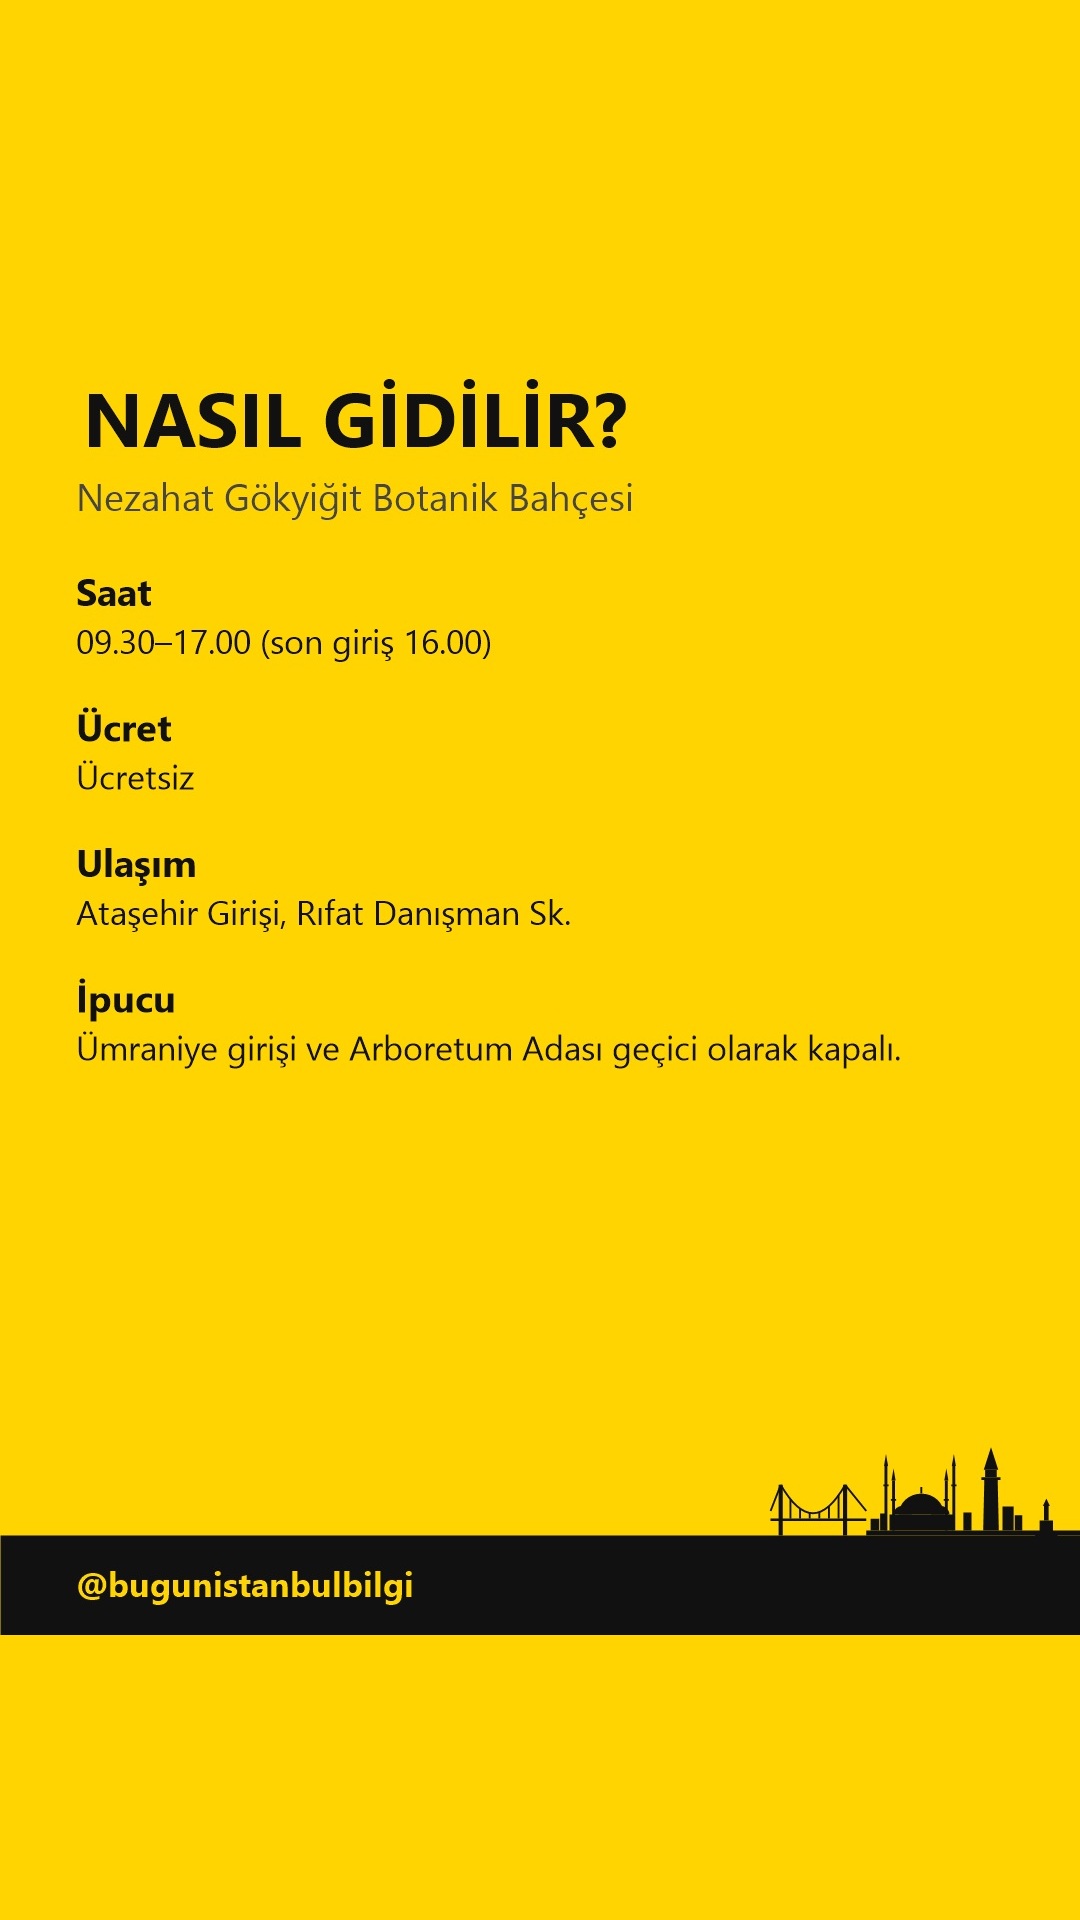 NASIL GİDİLİR?
Nezahat Gökyiğit Botanik Bahçesi
Saat
09.30–17.00 (son giriş 16.00)
Ücret
Ücretsiz
Ulaşım
Ataşehir Girişi, Rıfat Danışman Sk.
İpucu
Ümraniye girişi ve Arboretum Adası geçici olarak kapalı.
@bugunistanbulbilgi